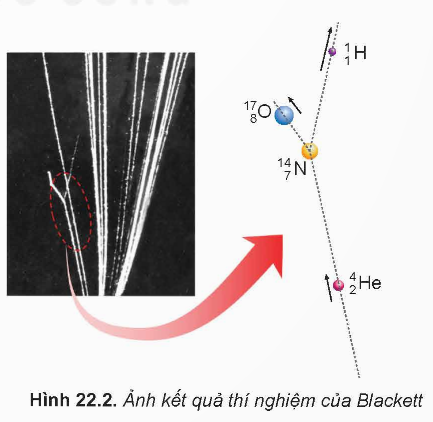 ¹₁H
¹⁷₈O
¹⁴₇N
⁴₂He
Hình 22.2. Ảnh kết quả thí nghiệm của Blackett